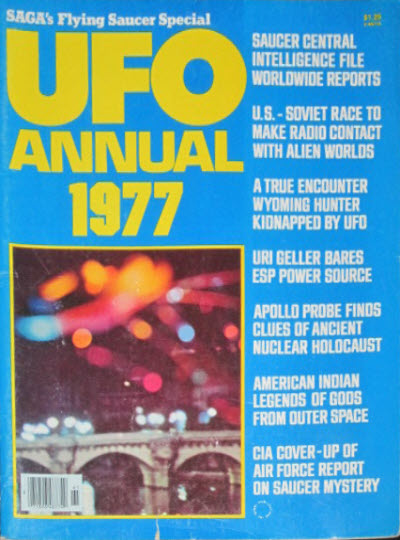 SAGA's Flying Saucer Special
$1.25
UFO
ANNUAL
1977
SAUCER CENTRAL
INTELLIGENCE FILE
WORLDWIDE REPORTS
U.S. - SOVIET RACE TO
MAKE RADIO CONTACT
WITH ALIEN WORLDS
A TRUE ENCOUNTER
WYOMING HUNTER
KIDNAPPED BY UFO
URI GELLER BARES
ESP POWER SOURCE
APOLLO PROBE FINDS
CLUES OF ANCIENT
NUCLEAR HOLOCAUST
AMERICAN INDIAN
LEGENDS OF GODS
FROM OUTER SPACE
CIA COVER-UP OF
AIR FORCE REPORT
ON SAUCER MYSTERY